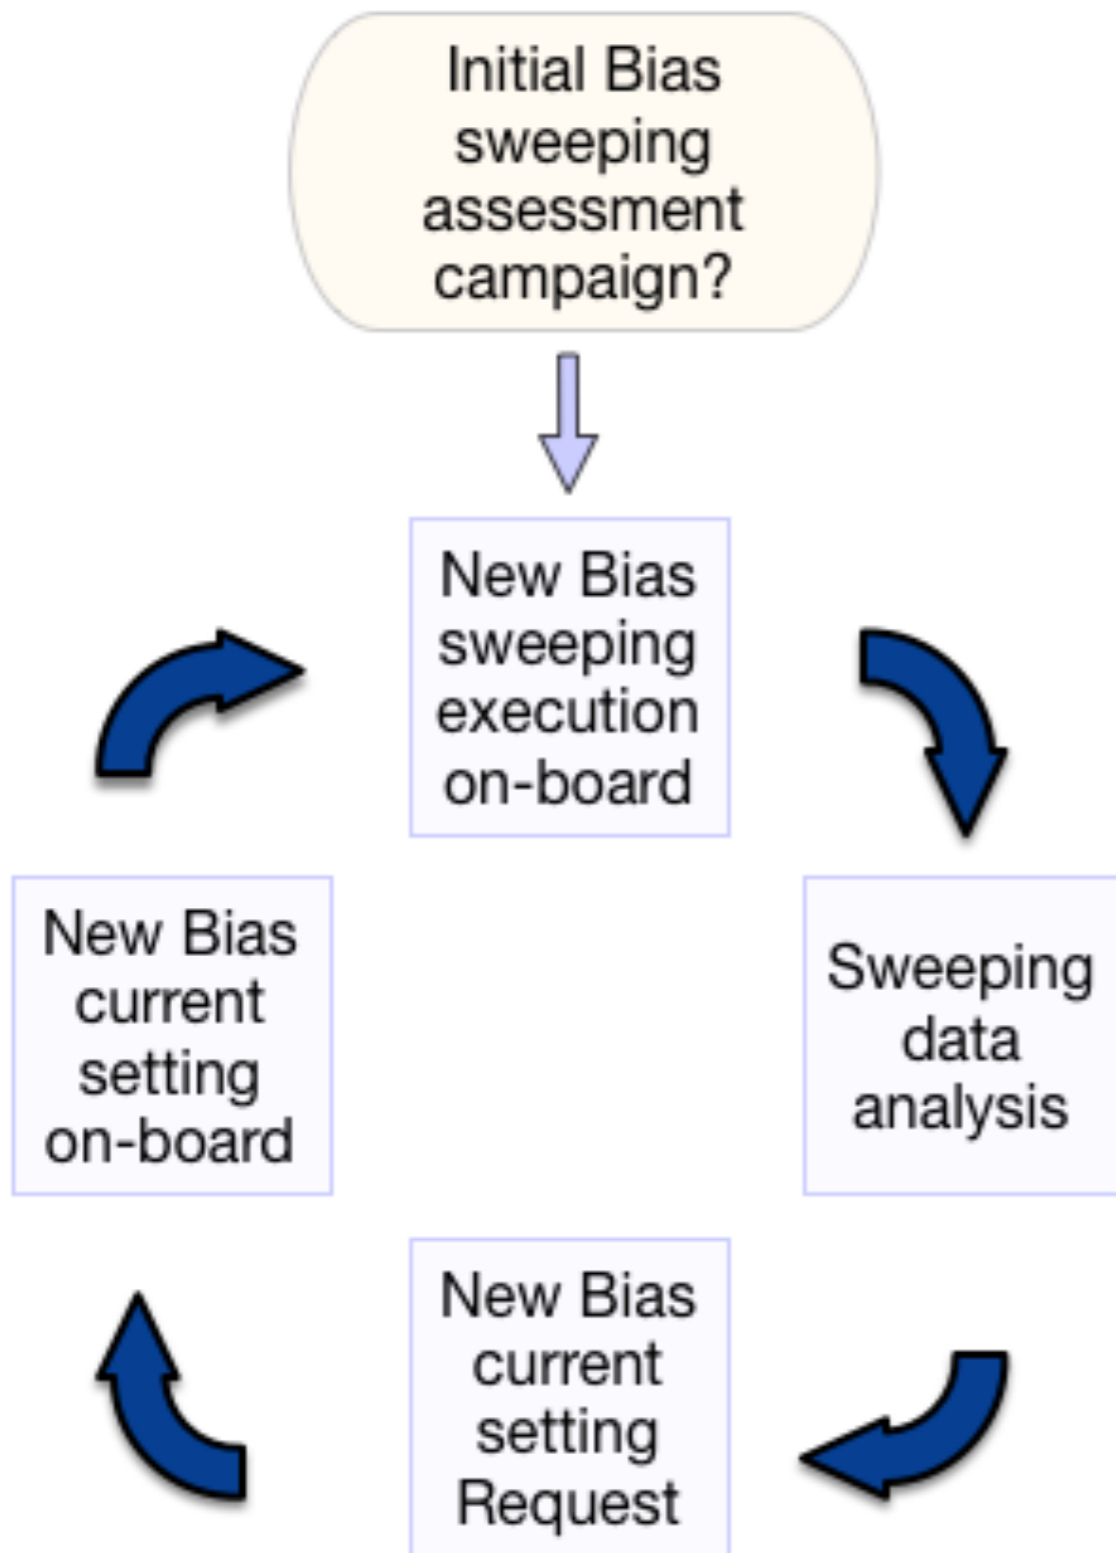 Initial Bias
sweeping
assessment
campaign?
New Bias
sweeping
execution
on-board
Sweeping
data
analysis
New Bias
current
setting
Request
New Bias
current
setting
on-board